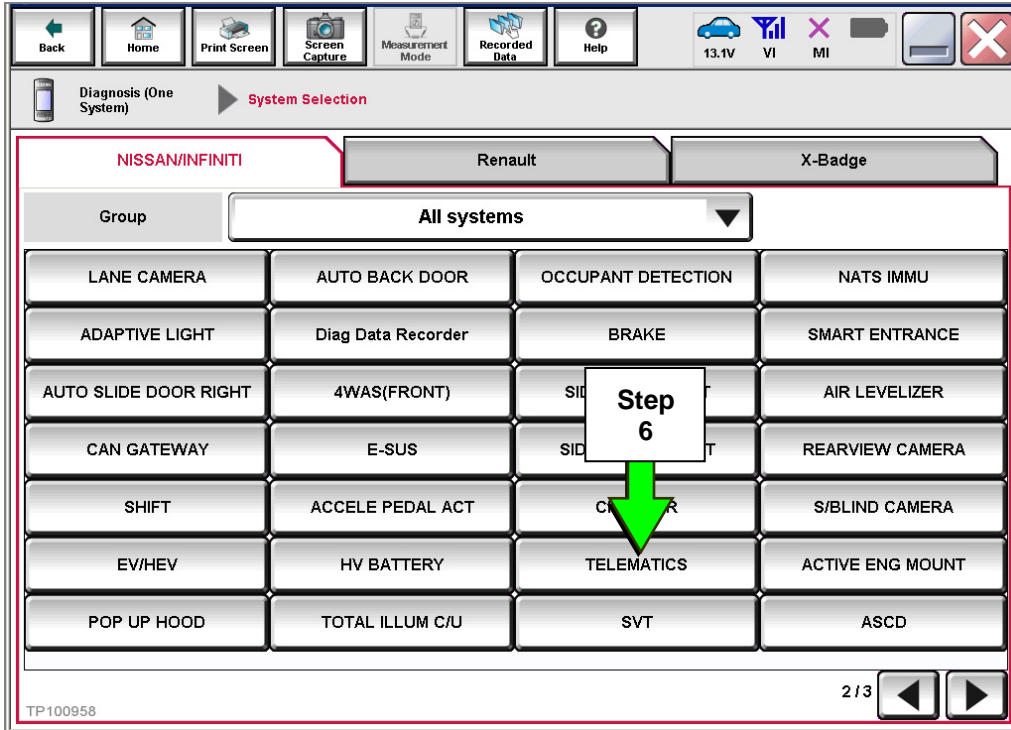 Back
Home
Print Screen
Screen
Capture
Measurement
Mode
Recorded
Data
Help
13.1V
VI
MI
Diagnosis (One
System)
System Selection
NISSAN/INFINITI
Renault
X-Badge
Group
All systems
LANE CAMERA
AUTO BACK DOOR
OCCUPANT DETECTION
NATS IMMU
ADAPTIVE LIGHT
Diag Data Recorder
BRAKE
SMART ENTRANCE
AUTO SLIDE DOOR RIGHT
4WAS(FRONT)
Step
6
AIR LEVELIZER
CAN GATEWAY
E-SUS
REARVIEW CAMERA
SHIFT
ACCELE PEDAL ACT
S/BLIND CAMERA
EV/HEV
HV BATTERY
TELEMATICS
ACTIVE ENG MOUNT
POP UP HOOD
TOTAL ILLUM C/U
SVT
ASCD
2/3
TP100958